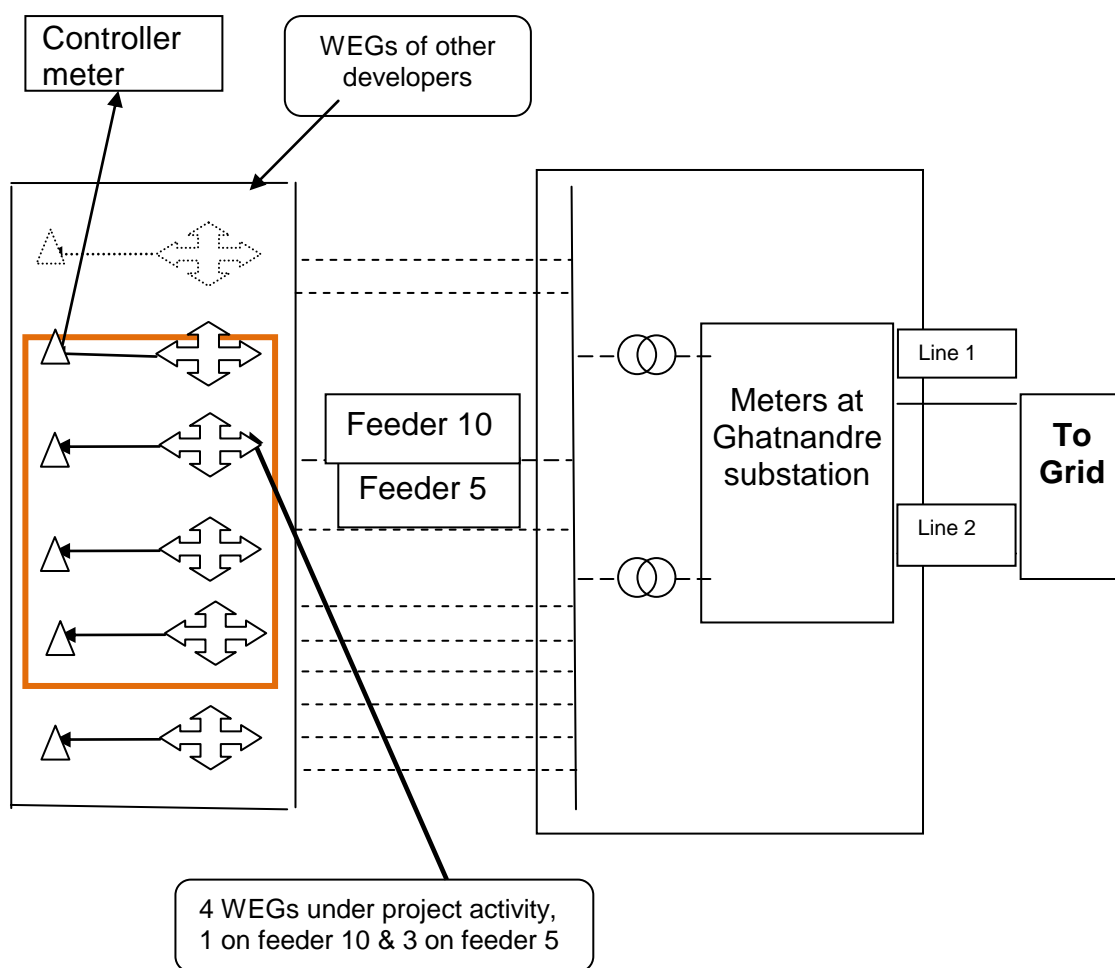 Controller
meter
WEGs of other
developers
Feeder 10
Feeder 5
Meters at
Ghatnandre
substation
Line 1
Line 2
To
Grid
4 WEGs under project activity,
1 on feeder 10 & 3 on feeder 5